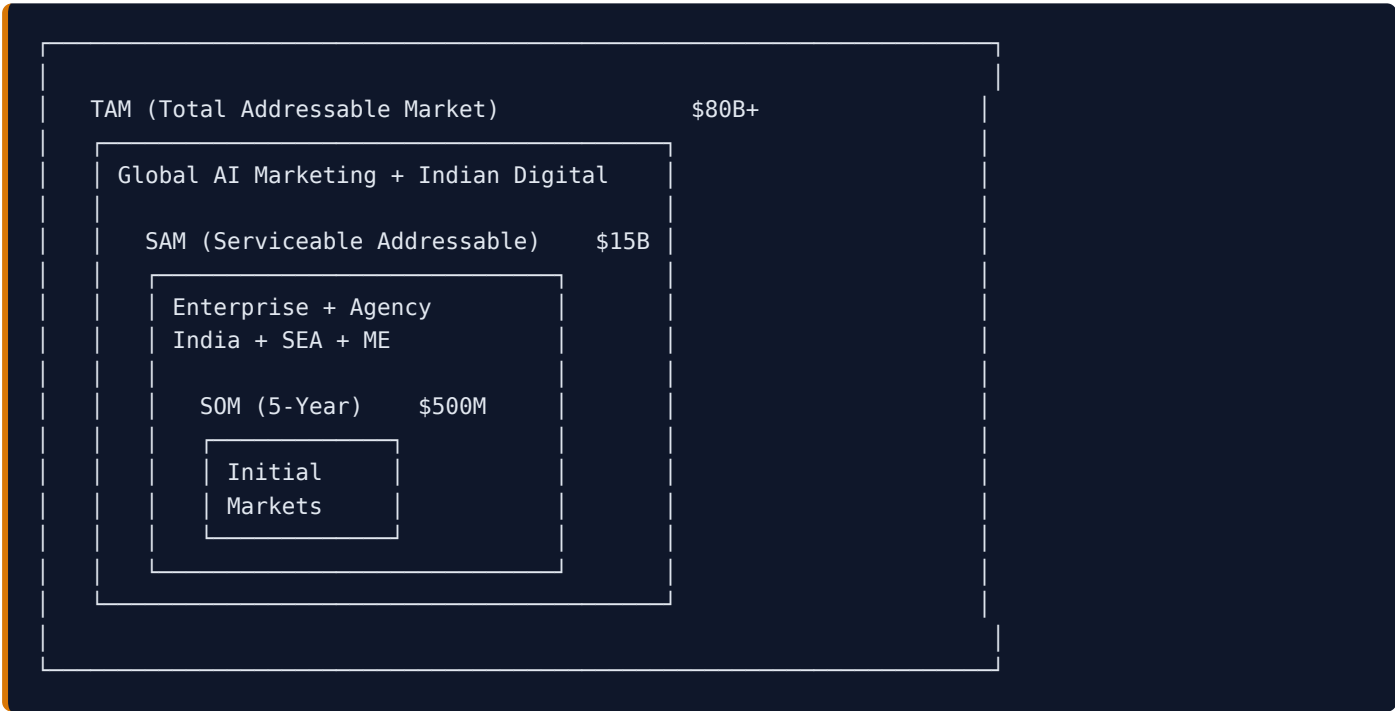 TAM (Total Addressable Market) $80B+
Global AI Marketing + Indian Digital
SAM (Serviceable Addressable) $15B
Enterprise + Agency
India + SEA + ME
SOM (5-Year) $500M
Initial
Markets